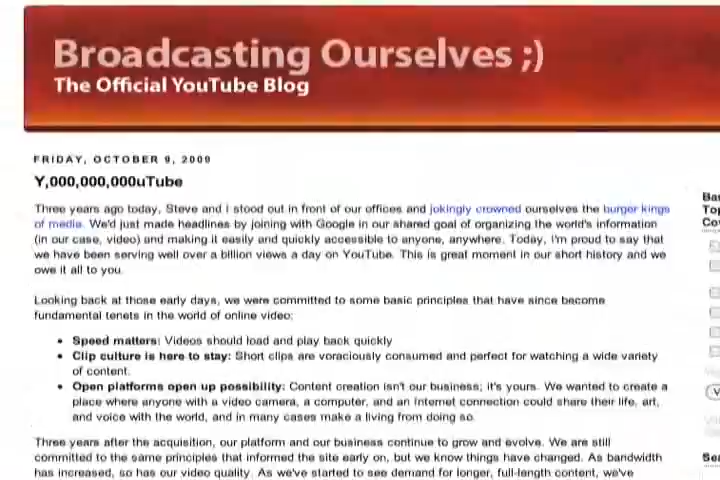 Broadcasting Ourselves ;)
The Official YouTube Blog
FRIDAY, OCTOBER 9, 2009
Y,000,000,000uTube
Three years ago today, Steve and I stood out in front of our offices and jokingly crowned ourselves the burger kings
of media. We'd just made headlines by joining with Google in our shared goal of organizing the world's information
(in our case, video) and making it easily and quickly accessible to anyone, anywhere. Today, I'm proud to say that
we have been serving well over a billion views a day on YouTube. This is great moment in our short history and we
owe it all to you.
Looking back at those early days, we were committed to some basic principles that have since become
fundamental tenets in the world of online video:
• Speed matters: Videos should load and play back quickly
• Clip culture is here to stay: Short clips are voraciously consumed and perfect for watching a wide variety
of content.
• Open platforms open up possibility: Content creation isn't our business; it's yours. We wanted to create a
place where anyone with a video camera, a computer, and an Internet connection could share their life, art,
and voice with the world, and in many cases make a living from doing so.
Three years after the acquisition, our platform and our business continue to grow and evolve. We are still
committed to the same principles that informed the site early on, but we know things have changed. As bandwidth
has increased, so has our video quality. As we've started to see demand for longer, full-length content, we've
Top